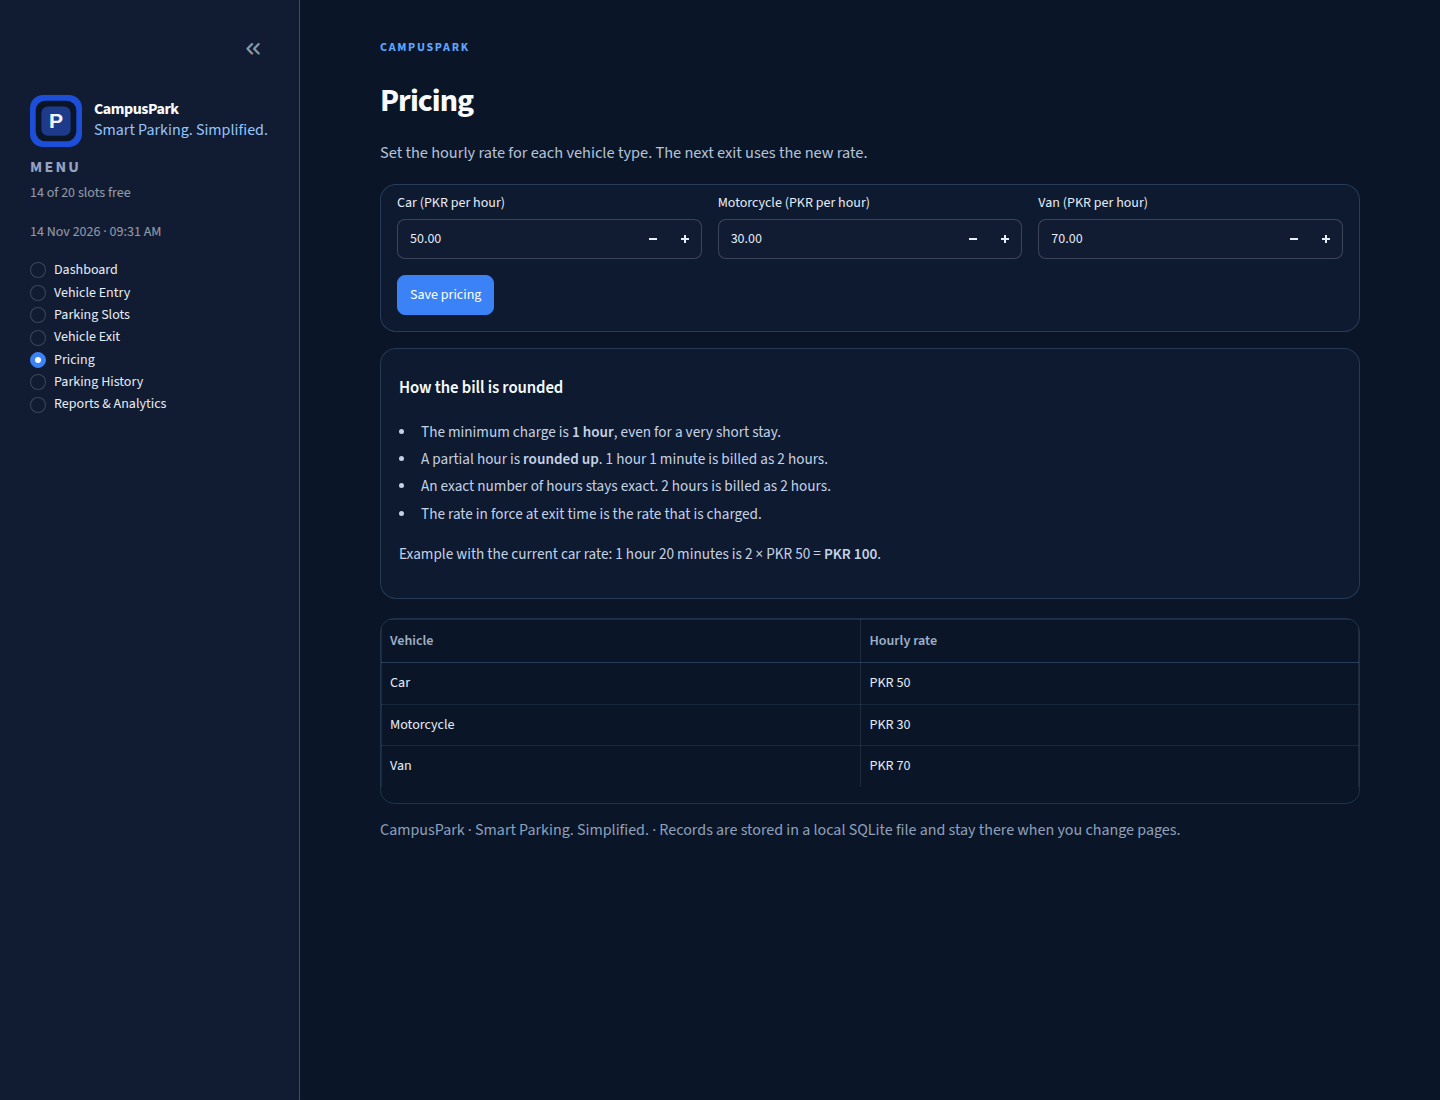 P
CampusPark
Smart Parking. Simplified.
MENU
14 of 20 slots free
14 Nov 2026 · 09:31 AM
Dashboard
Vehicle Entry
Parking Slots
Vehicle Exit
Pricing
Parking History
Reports & Analytics
CAMPUSPARK
Pricing
Set the hourly rate for each vehicle type. The next exit uses the new rate.
Car (PKR per hour) Motorcycle (PKR per hour) Van (PKR per hour)
50.00 30.00 70.00
Save pricing
How the bill is rounded
• The minimum charge is 1 hour, even for a very short stay.
• A partial hour is rounded up. 1 hour 1 minute is billed as 2 hours.
• An exact number of hours stays exact. 2 hours is billed as 2 hours.
• The rate in force at exit time is the rate that is charged.
Example with the current car rate: 1 hour 20 minutes is 2 × PKR 50 = PKR 100.
Vehicle Hourly rate
Car PKR 50
Motorcycle PKR 30
Van PKR 70
CampusPark · Smart Parking. Simplified. · Records are stored in a local SQLite file and stay there when you change pages.